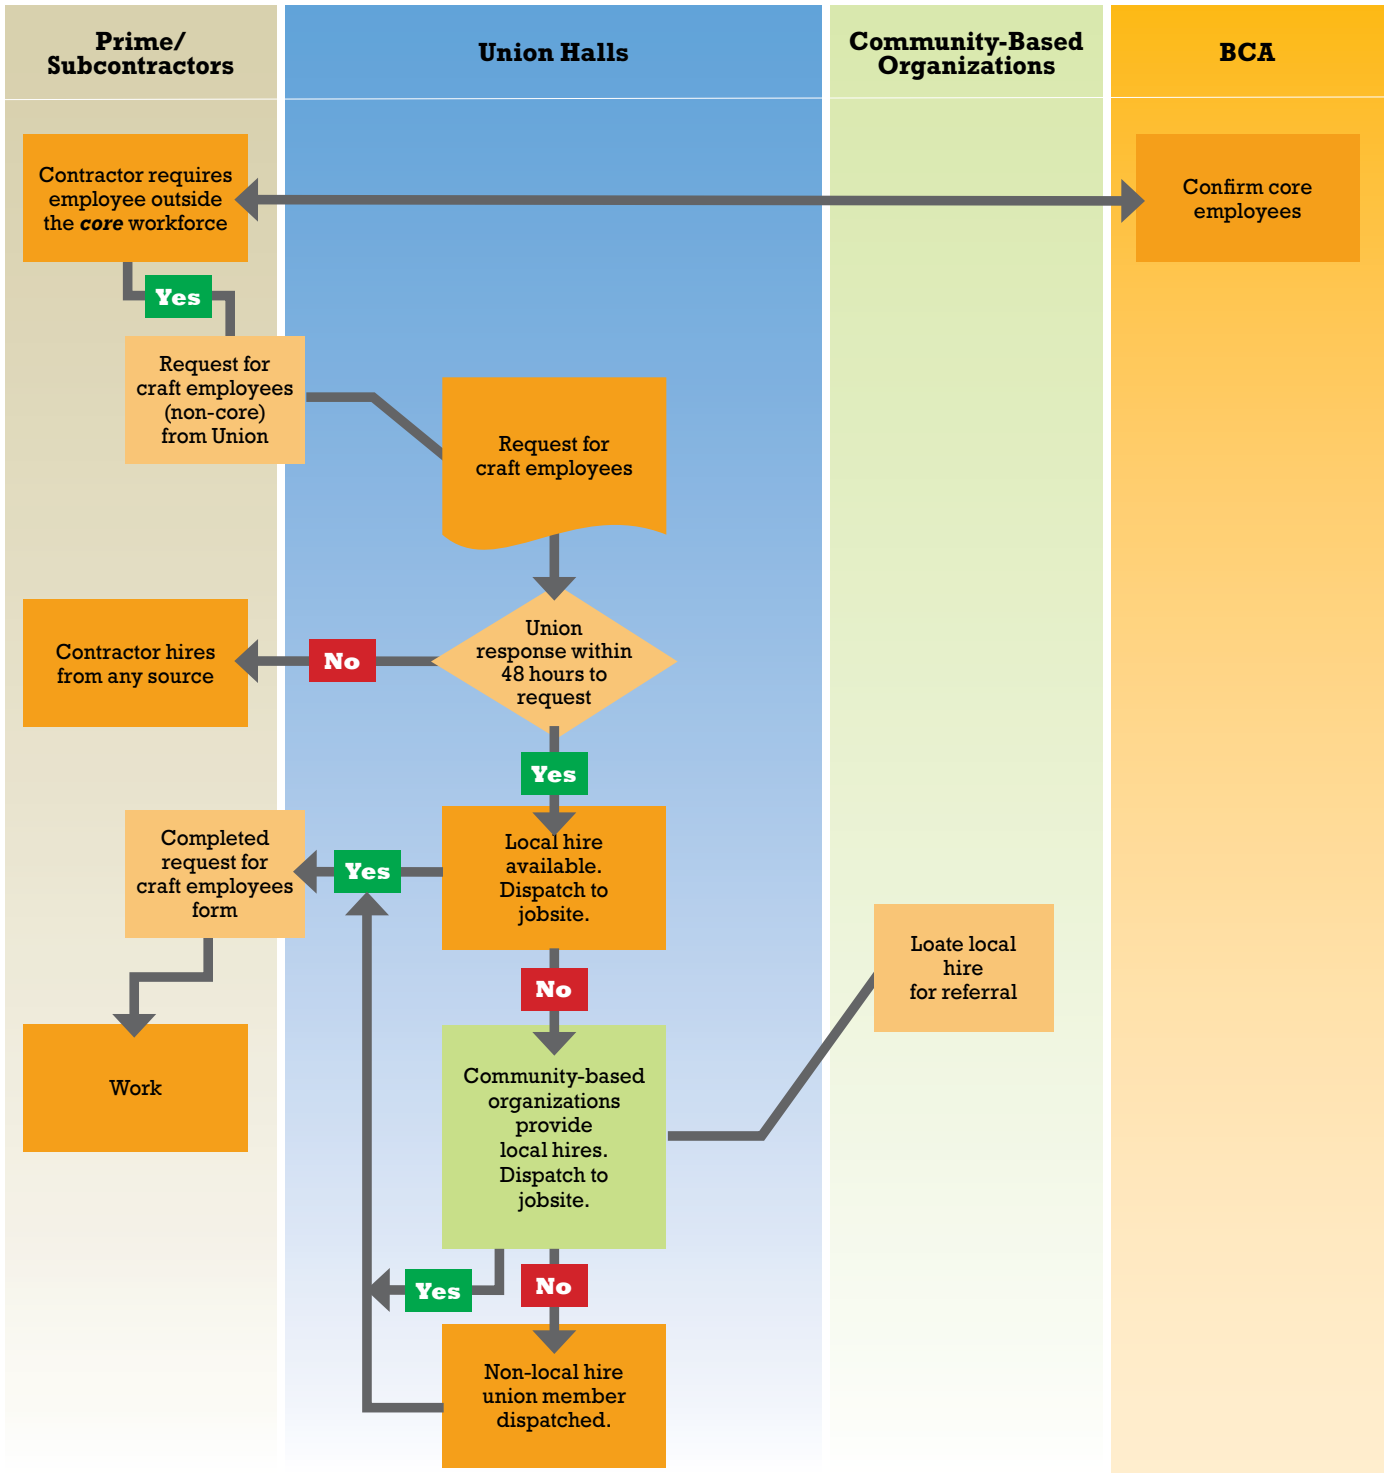 Prime/
Subcontractors
Union Halls
Community-Based
Organizations
BCA
Contractor requires
employee outside
the core workforce
Confirm core
employees
Yes
Request for
craft employees
(non-core)
from Union
Request for
craft employees
Union
response within
48 hours to
request
No
Contractor hires
from any source
Yes
Local hire
available.
Dispatch to
jobsite.
Yes
Completed
request for
craft employees
form
No
Loate local
hire
for referral
Work
Community-based
organizations
provide
local hires.
Dispatch to
jobsite.
Yes
No
Non-local hire
union member
dispatched.